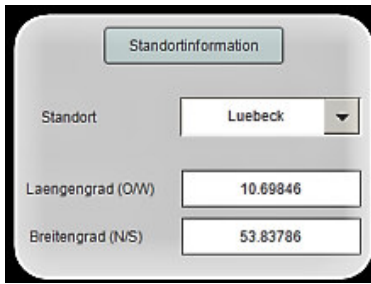 Standortinformation
Standort Luebeck
Laengengrad (O/W) 10.69846
Breitengrad (N/S) 53.83786